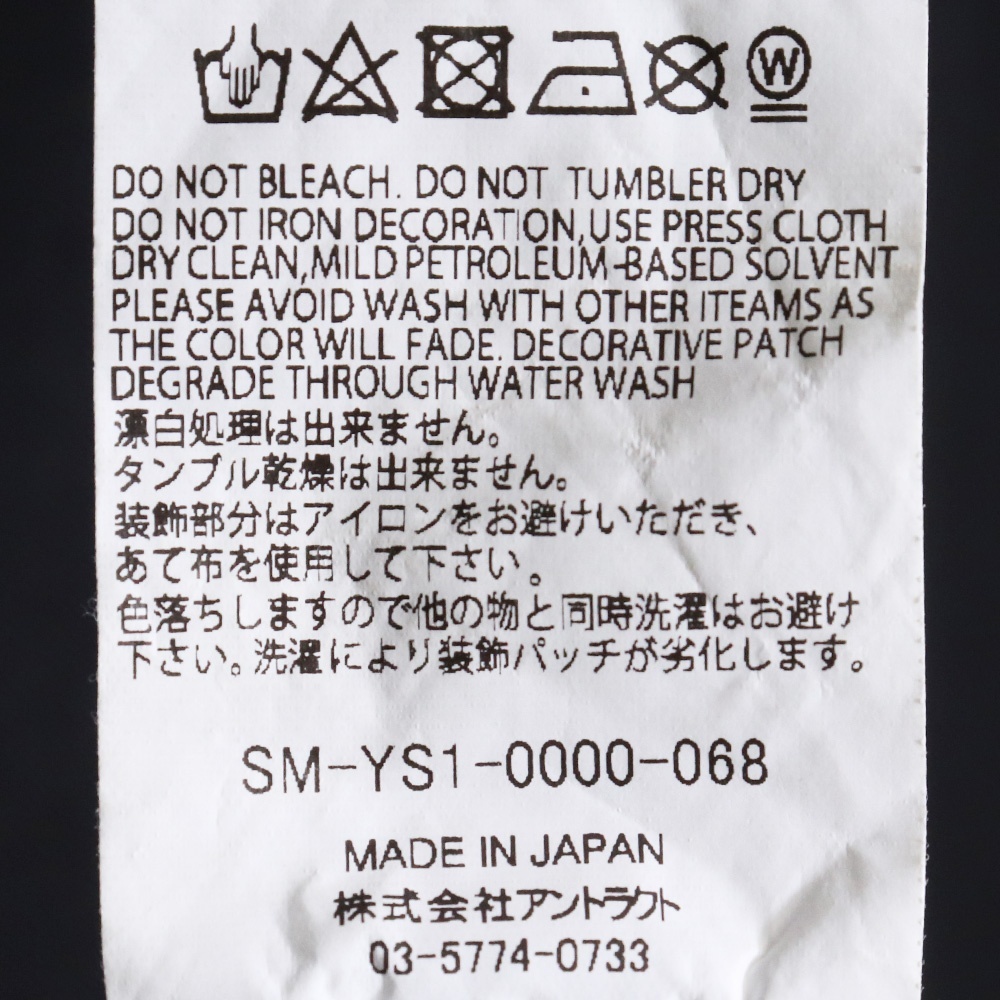 W
DO NOT BLEACH. DO NOT TUMBLER DRY
DO NOT IRON DECORATION,USE PRESS CLOTH
DRY CLEAN,MILD PETROLEUM-BASED SOLVENT
PLEASE AVOID WASH WITH OTHER ITEAMS AS
THE COLOR WILL FADE. DECORATIVE PATCH
DEGRADE THROUGH WATER WASH
漂白処理は出来ません。
タンブル乾燥は出来ません。
装飾部分はアイロンをお避けいただき、
あて布を使用して下さい。
色落ちしますので他の物と同時洗濯はお避け
下さい。洗濯により装飾パッチが劣化します。
SM-YS1-0000-068
MADE IN JAPAN
株式会社アントラクト
03-5774-0733